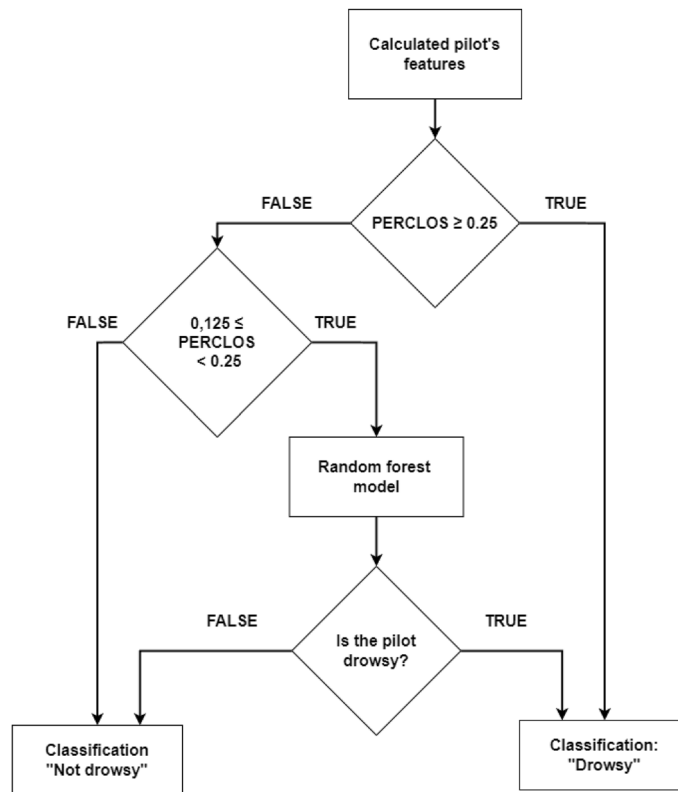 Calculated pilot's
features
FALSE
TRUE
PERCLOS ≥ 0.25
FALSE
TRUE
0,125 ≤
PERCLOS
< 0.25
Random forest
model
FALSE
TRUE
Is the pilot
drowsy?
Classification
"Not drowsy"
Classification:
"Drowsy"